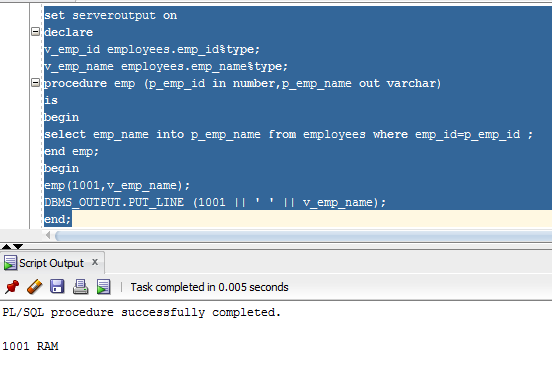 set serveroutput on
declare
v_emp_id employees.emp_id%type;
v_emp_name employees.emp_name%type;
procedure emp (p_emp_id in number,p_emp_name out varchar)
is
begin
select emp_name into p_emp_name from employees where emp_id=p_emp_id ;
end emp;
begin
emp(1001,v_emp_name);
DBMS_OUTPUT.PUT_LINE (1001 || ' ' || v_emp_name);
end;
Script Output x
Task completed in 0.005 seconds
PL/SQL procedure successfully completed.
1001 RAM